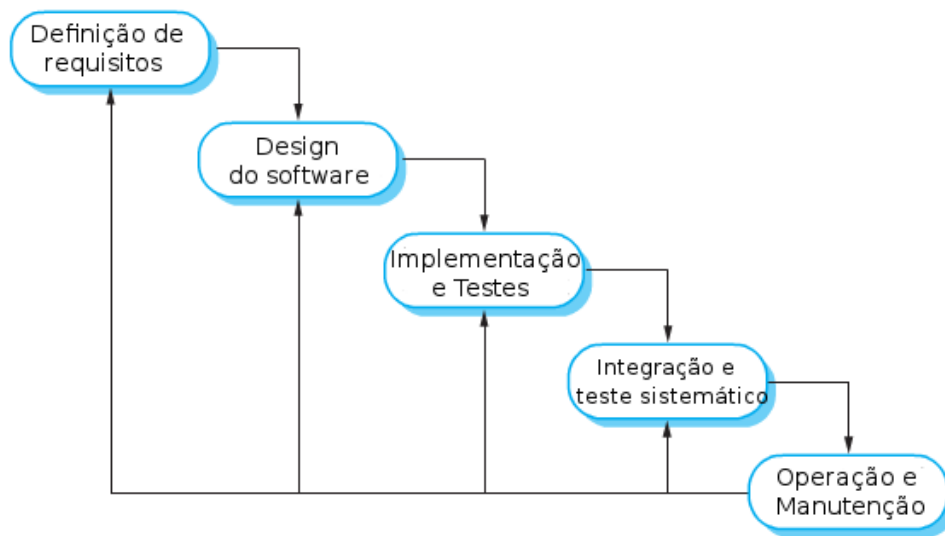 Definição de
requisitos
Design
do software
Implementação
e Testes
Integração e
teste sistemático
Operação e
Manutenção